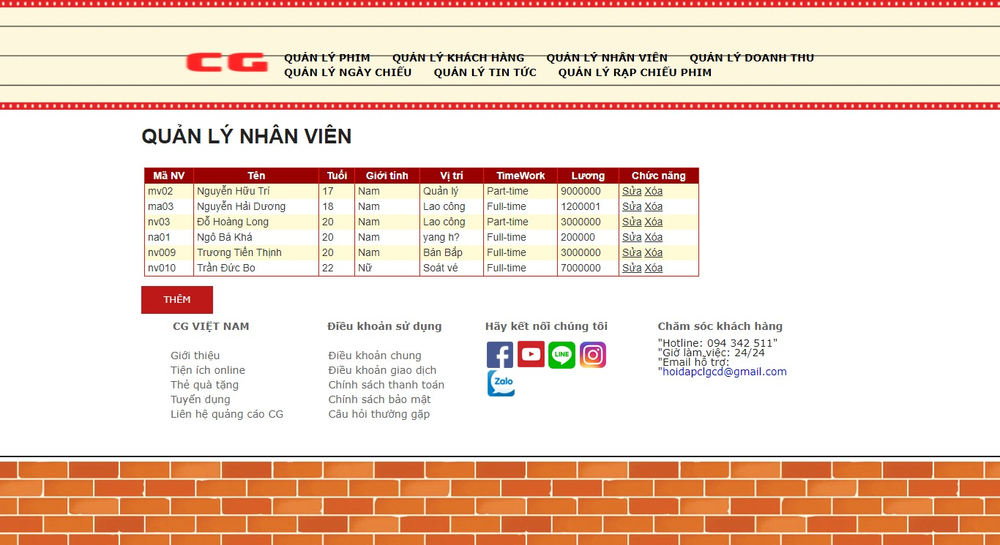 CG
QUẢN LÝ PHIM QUẢN LÝ KHÁCH HÀNG QUẢN LÝ NHÂN VIÊN QUẢN LÝ DOANH THU
QUẢN LÝ NGÀY CHIẾU QUẢN LÝ TIN TỨC QUẢN LÝ RẠP CHIẾU PHIM
QUẢN LÝ NHÂN VIÊN
Mã NV Tên Tuổi Giới tính Vị trí TimeWork Lương Chức năng
mv02 Nguyễn Hữu Trí 17 Nam Quản lý Part-time 9000000 Sửa Xóa
ma03 Nguyễn Hải Dương 18 Nam Lao công Full-time 1200001 Sửa Xóa
nv03 Đỗ Hoàng Long 20 Nam Lao công Part-time 3000000 Sửa Xóa
na01 Ngô Bá Khá 20 Nam yang h? Full-time 200000 Sửa Xóa
nv009 Trương Tiến Thịnh 20 Nam Bán Bắp Full-time 3000000 Sửa Xóa
nv010 Trần Đức Bo 22 Nữ Soát vé Full-time 7000000 Sửa Xóa
THÊM
CG VIỆT NAM
Giới thiệu
Tiện ích online
Thẻ quà tặng
Tuyển dụng
Liên hệ quảng cáo CG
Điều khoản sử dụng
Điều khoản chung
Điều khoản giao dịch
Chính sách thanh toán
Chính sách bảo mật
Câu hỏi thường gặp
Hãy kết nối chúng tôi
LINE
Zalo
Chăm sóc khách hàng
"Hotline: 094 342 511"
"Giờ làm việc: 24/24
"Email hỗ trợ:
"hoidapclgcd@gmail.com